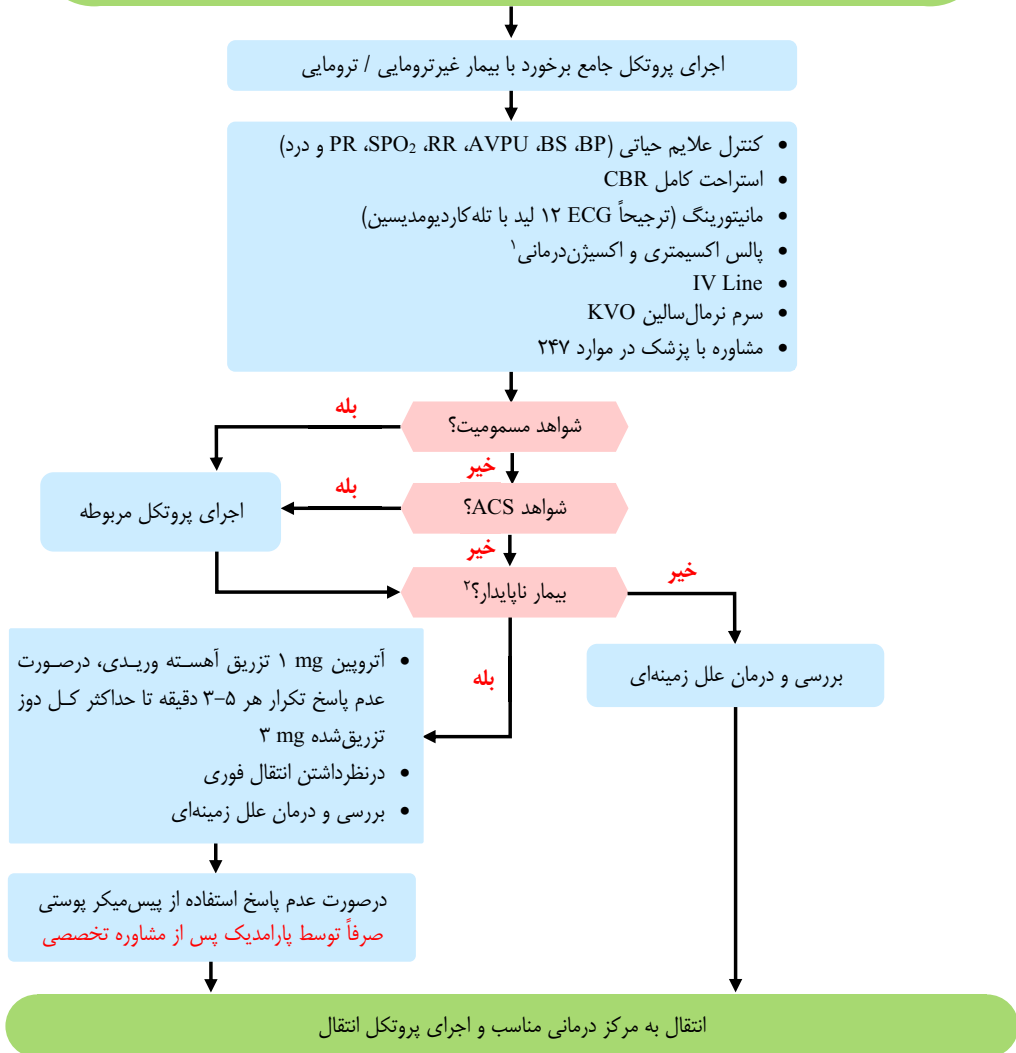 اجرای پروتکل جامع برخورد با بیمار غیرترومایی / ترومایی
• کنترل علایم حیاتی (BP، BS، AVPU، RR، SPO₂، PR و درد)
• استراحت کامل CBR
• مانیتورینگ (ترجیحاً ECG ۱۲ لید با تله‌کاردیومدیسین)
• پالس اکسیمتری و اکسیژن‌درمانی۱
• IV Line
• سرم نرمال‌سالین KVO
• مشاوره با پزشک در موارد ۲۴۷
شواهد مسمومیت؟
بله
خیر
شواهد ACS؟
بله
اجرای پروتکل مربوطه
خیر
بیمار ناپایدار؟۲
خیر
بله
بررسی و درمان علل زمینه‌ای
• آتروپین ۱ mg تزریق آهسته وریدی، درصورت
عدم پاسخ تکرار هر ۵–۳ دقیقه تا حداکثر کل دوز
تزریق‌شده ۳ mg
• درنظرداشتن انتقال فوری
• بررسی و درمان علل زمینه‌ای
درصورت عدم پاسخ استفاده از پیس‌میکر پوستی
صرفاً توسط پارامدیک پس از مشاوره تخصصی
انتقال به مرکز درمانی مناسب و اجرای پروتکل انتقال